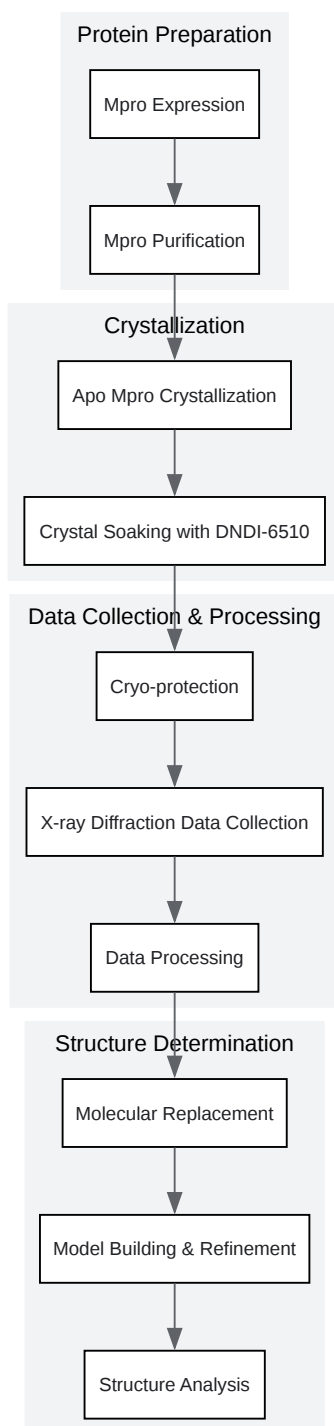 Protein Preparation
Mpro Expression
Mpro Purification
Crystallization
Apo Mpro Crystallization
Crystal Soaking with DNDI-6510
Data Collection & Processing
Cryo-protection
X-ray Diffraction Data Collection
Data Processing
Structure Determination
Molecular Replacement
Model Building & Refinement
Structure Analysis